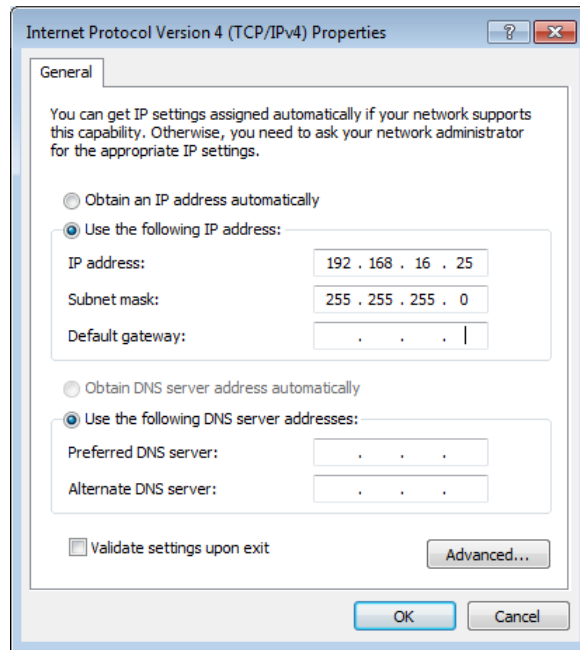 Internet Protocol Version 4 (TCP/IPv4) Properties
General
You can get IP settings assigned automatically if your network supports
this capability. Otherwise, you need to ask your network administrator
for the appropriate IP settings.
Obtain an IP address automatically
Use the following IP address:
IP address: 192 . 168 . 16 . 25
Subnet mask: 255 . 255 . 255 . 0
Default gateway: . . .
Obtain DNS server address automatically
Use the following DNS server addresses:
Preferred DNS server: . . .
Alternate DNS server: . . .
Validate settings upon exit
Advanced...
OK Cancel